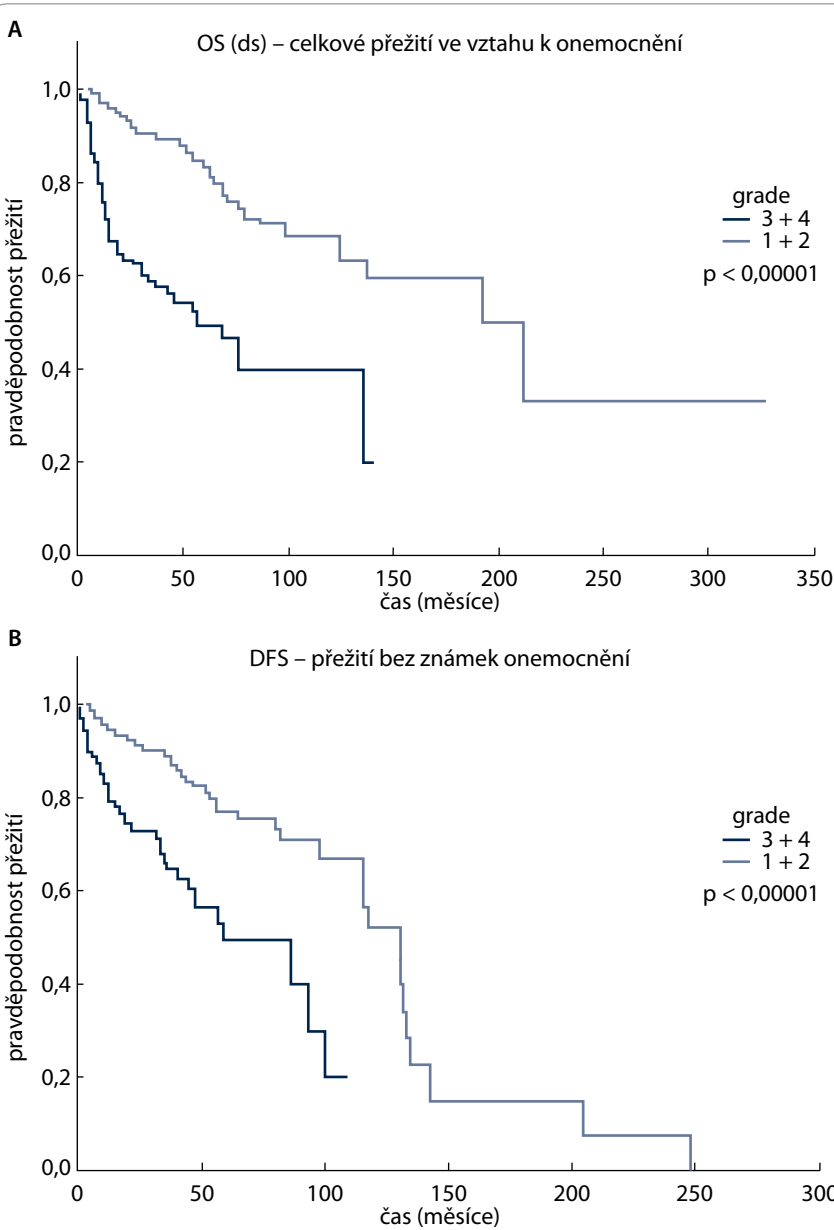 A
OS (ds) – celkové přežití ve vztahu k onemocnění
pravděpodobnost přežití
1,0
0,8
0,6
0,4
0,2
0,0
grade
3 + 4
1 + 2
p < 0,00001
0 50 100 150 200 250 300 350
čas (měsíce)
B
DFS – přežití bez známek onemocnění
pravděpodobnost přežití
1,0
0,8
0,6
0,4
0,2
0,0
grade
3 + 4
1 + 2
p < 0,00001
0 50 100 150 200 250 300
čas (měsíce)